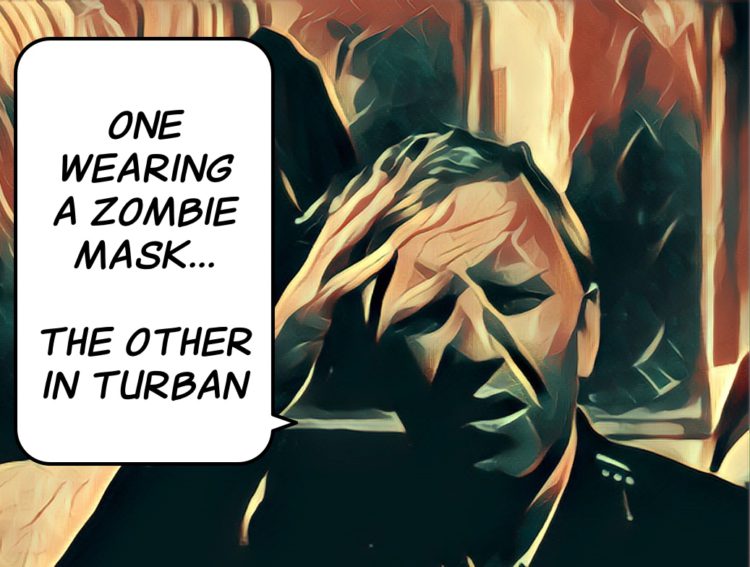 ONE
WEARING
A ZOMBIE
MASK...
THE OTHER
IN TURBAN